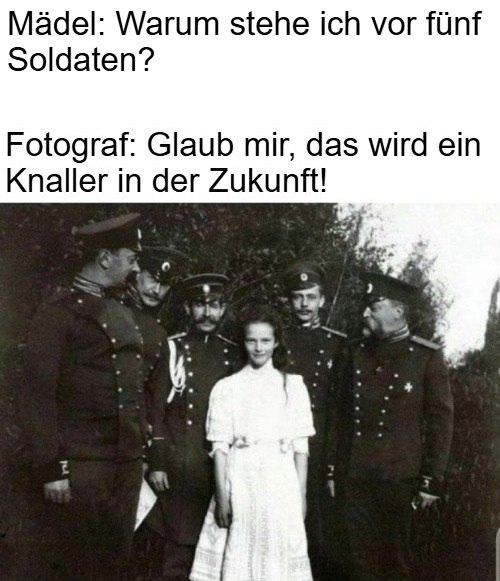 Mädel: Warum stehe ich vor fünf
Soldaten?
Fotograf: Glaub mir, das wird ein
Knaller in der Zukunft!